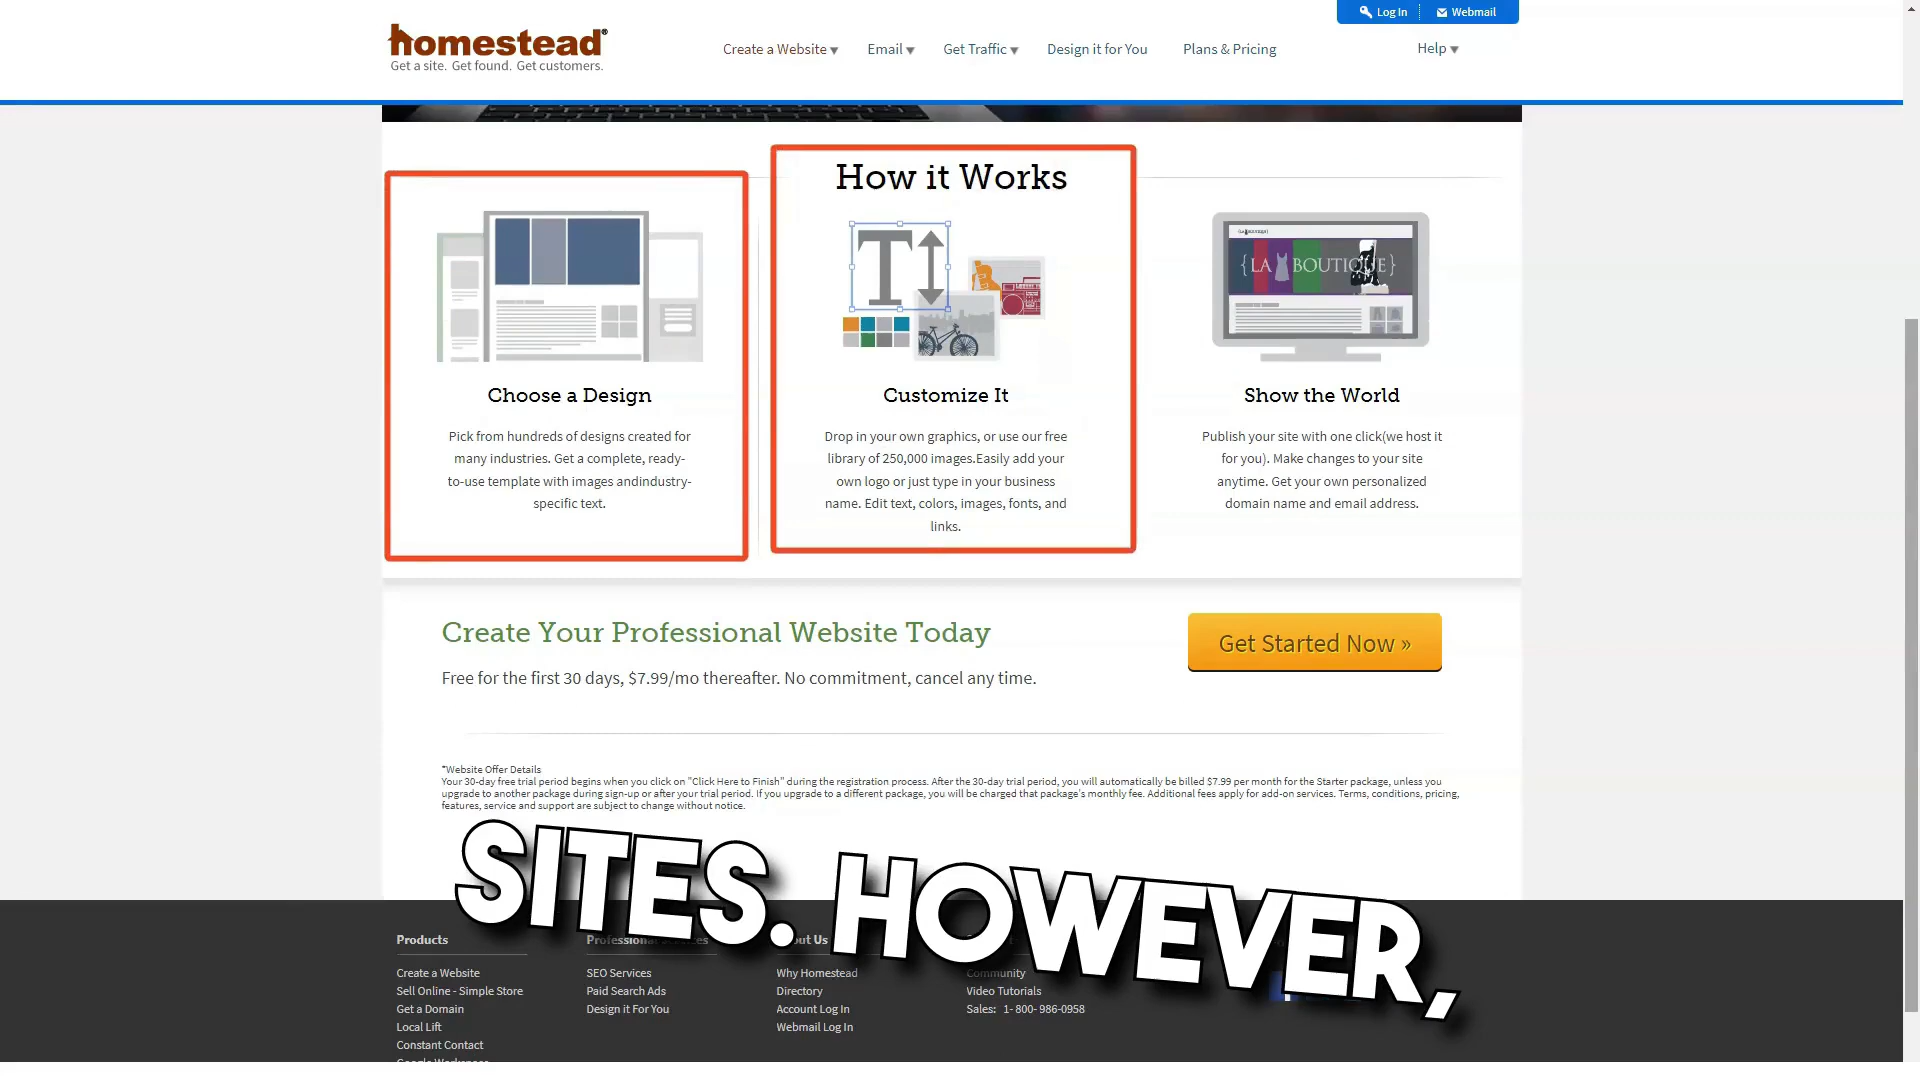 Log In
Webmail
homestead®
Get a site. Get found. Get customers.
Create a Website
Email
Get Traffic
Design it for You
Plans & Pricing
Help
How it Works
T
{LA BOUTIQUE}
Choose a Design
Pick from hundreds of designs created for
many industries. Get a complete, ready-
to-use template with images andindustry-
specific text.
Customize It
Drop in your own graphics, or use our free
library of 250,000 images.Easily add your
own logo or just type in your business
name. Edit text, colors, images, fonts, and
links.
Show the World
Publish your site with one click(we host it
for you). Make changes to your site
anytime. Get your own personalized
domain name and email address.
Create Your Professional Website Today
Free for the first 30 days, $7.99/mo thereafter. No commitment, cancel any time.
Get Started Now »
*Website Offer Details
Your 30-day free trial period begins when you click on "Click Here to Finish" during the registration process. After the 30-day trial period, you will automatically be billed $7.99 per month for the Starter package, unless you
upgrade to another package during sign-up or after your trial period. If you upgrade to a different package, you will be charged that package's monthly fee. Additional fees apply for add-on services. Terms, conditions, pricing,
features, service and support are subject to change without notice.
SITES. HOWEVER,
Products
Create a Website
Sell Online - Simple Store
Get a Domain
Local Lift
Constant Contact
Professional Services
SEO Services
Paid Search Ads
Design it For You
Us
Why Homestead
Directory
Account Log In
Webmail Log In
Community
Video Tutorials
Sales: 1- 800- 986-0958